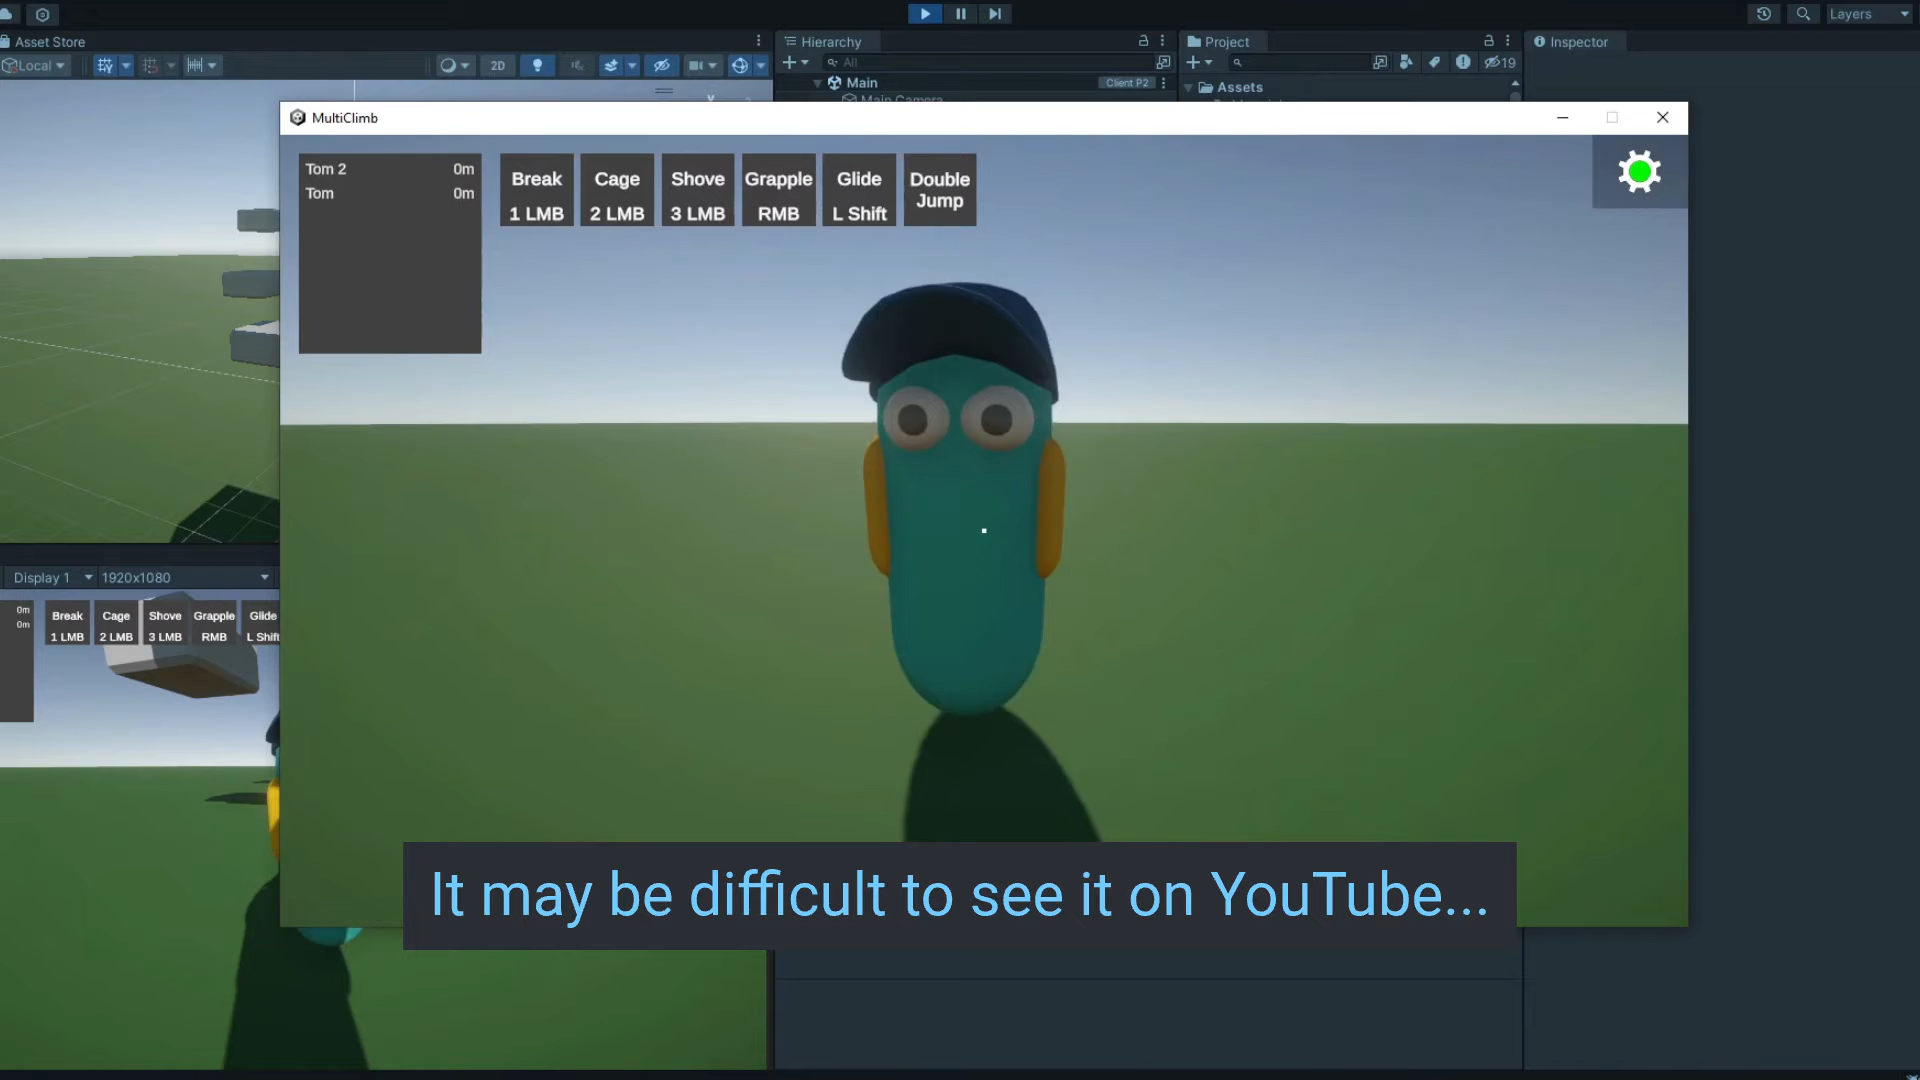 Layers
Asset Store
Hierarchy
Project
Inspector
Local
2D
All
19
Main
Client P2
Assets
Main Camera
MultiClimb
Tom 2 0m
Tom 0m
Break
1 LMB
Cage
2 LMB
Shove
3 LMB
Grapple
RMB
Glide
L Shift
Double
Jump
Display 1
1920x1080
0m
0m
Break
1 LMB
Cage
2 LMB
Shove
3 LMB
Grapple
RMB
Glide
L Shift
It may be difficult to see it on YouTube...